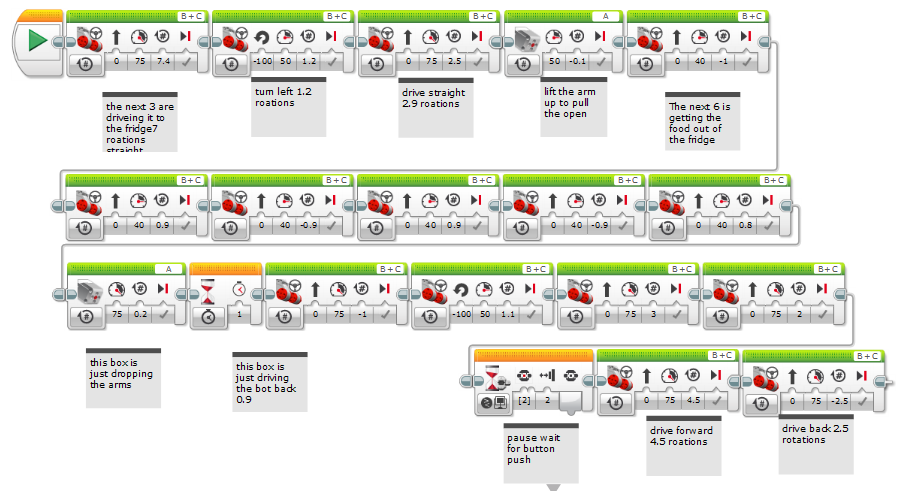 B+C B+C B+C A B+C
0 75 7.4 -100 50 1.2 0 75 2.5 50 -0.1 0 40 -1
the next 3 are
driveing it to
the fridge7
roations
straight
tum left 1.2
roations
drive straight
2.9 roations
lift the arm
up to pull
the open
The next 6 is
getting the
food out of
the fridge
B+C B+C B+C B+C B+C
0 40 0.9 0 40 -0.9 0 40 0.9 0 40 -0.9 0 40 0.8
A B+C B+C B+C B+C
75 0.2 1 0 75 -1 -100 50 1.1 0 75 3 0 75 2
this box is
just dropping
the arms
this box is
just driving
the bot back
0.9
B+C B+C
[2] 2 0 75 4.5 0 75 -2.5
pause wait
for button
push
drive forward
4.5 roations
drive back 2.5
rotations